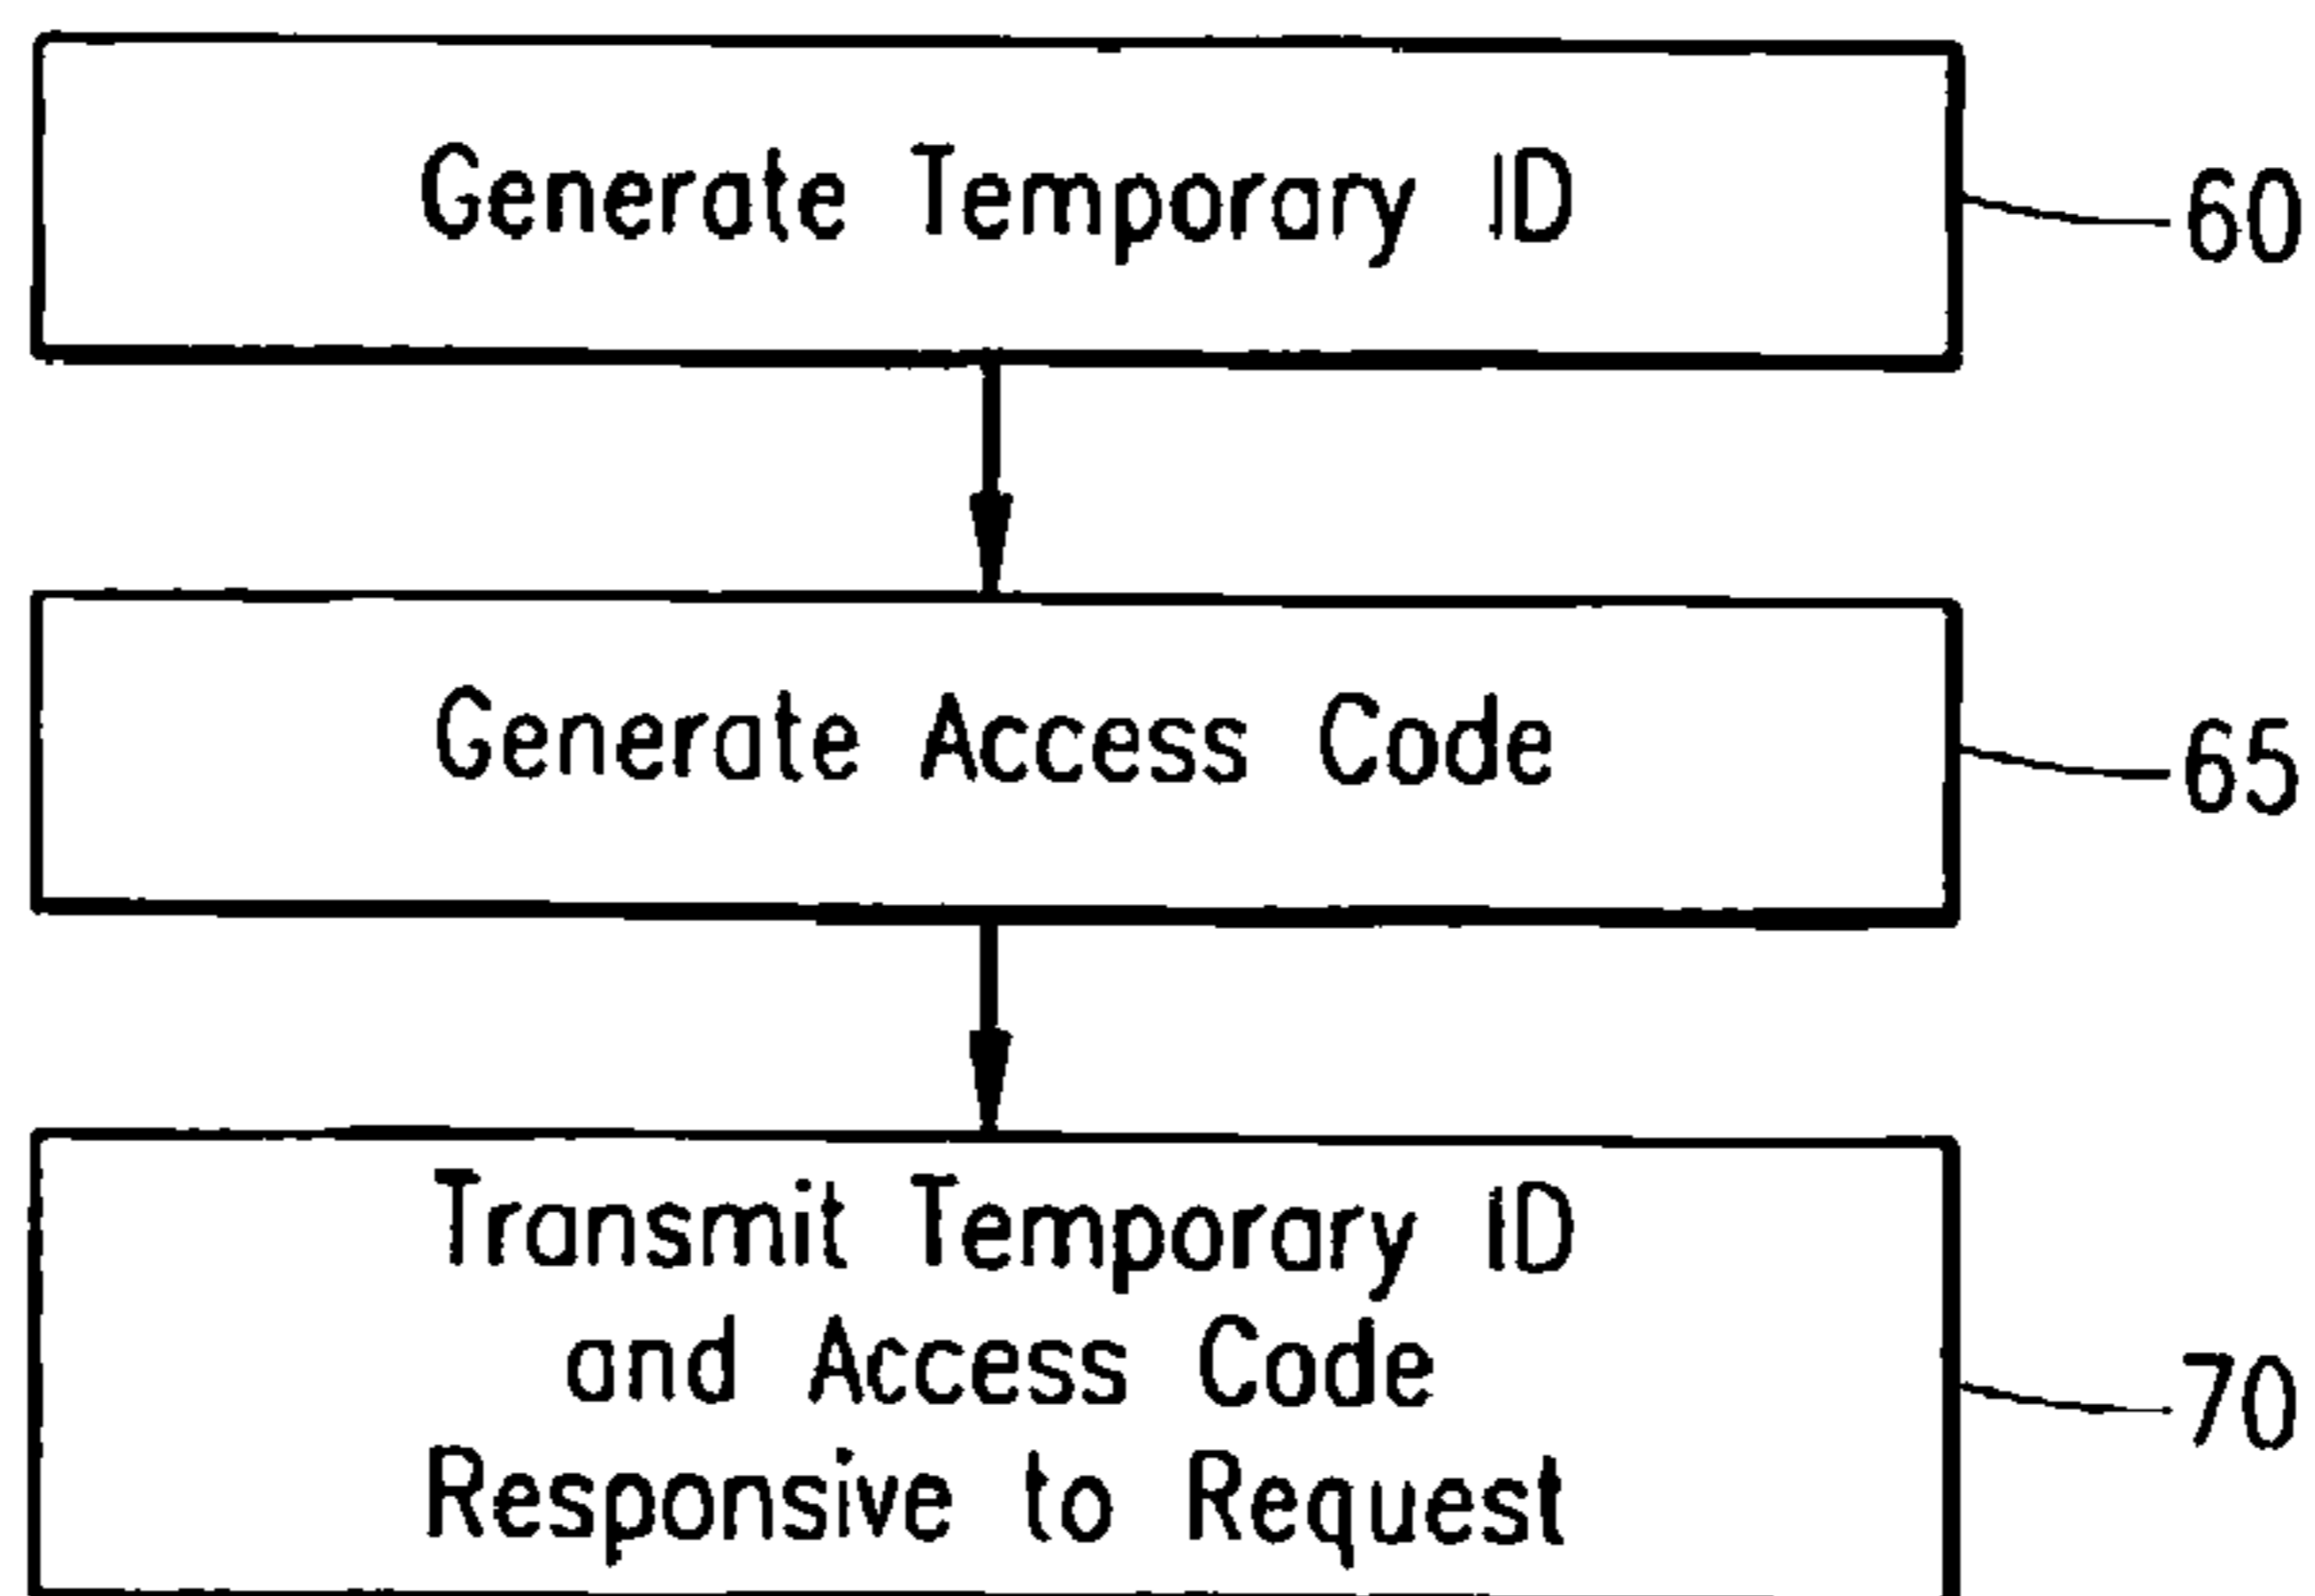 Generate Temporary ID
60
Generate Access Code
65
Transmit Temporary ID
and Access Code
70
Responsive to Request